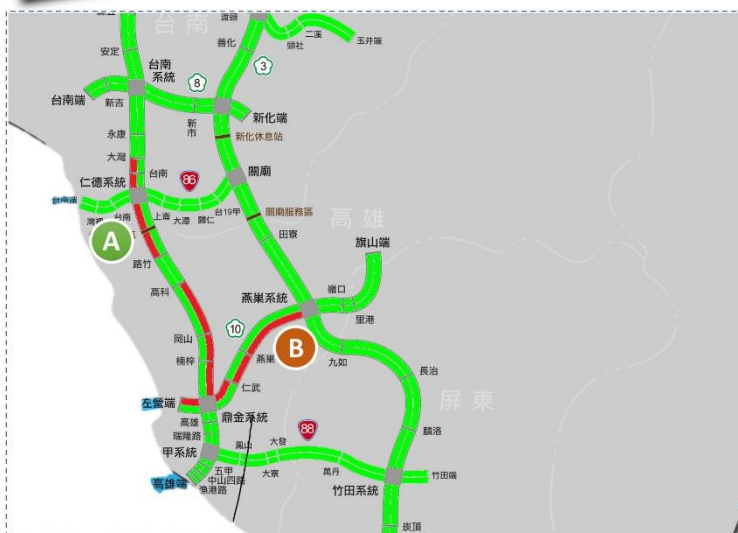 台南
渡頭
善化
頭社
二溪
玉井端
安定
台南
系統
8
3
台南端
新吉
新市
新化端
永康
新化休息站
大灣
台南
86
關廟
仁德系統
台南端
灣裡
台南
上海
大潭
歸仁
台19甲
關廟服務區
高雄
A
田寮
旗山端
路竹
高科
燕巢系統
嶺口
里港
10
岡山
B
燕巢
楠梓
九如
長治
仁武
屏東
左營端
鼎金系統
高雄
88
麟洛
瑞隆路
鳳山
大發
甲系統
五甲
大寮
萬丹
竹田端
中山四路
高雄端
漁港路
竹田系統
崁頂